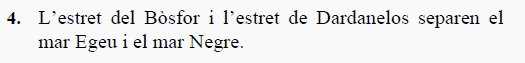 4. L’estret del Bòsfor i l’estret de Dardanelos separen el
mar Egeu i el mar Negre.